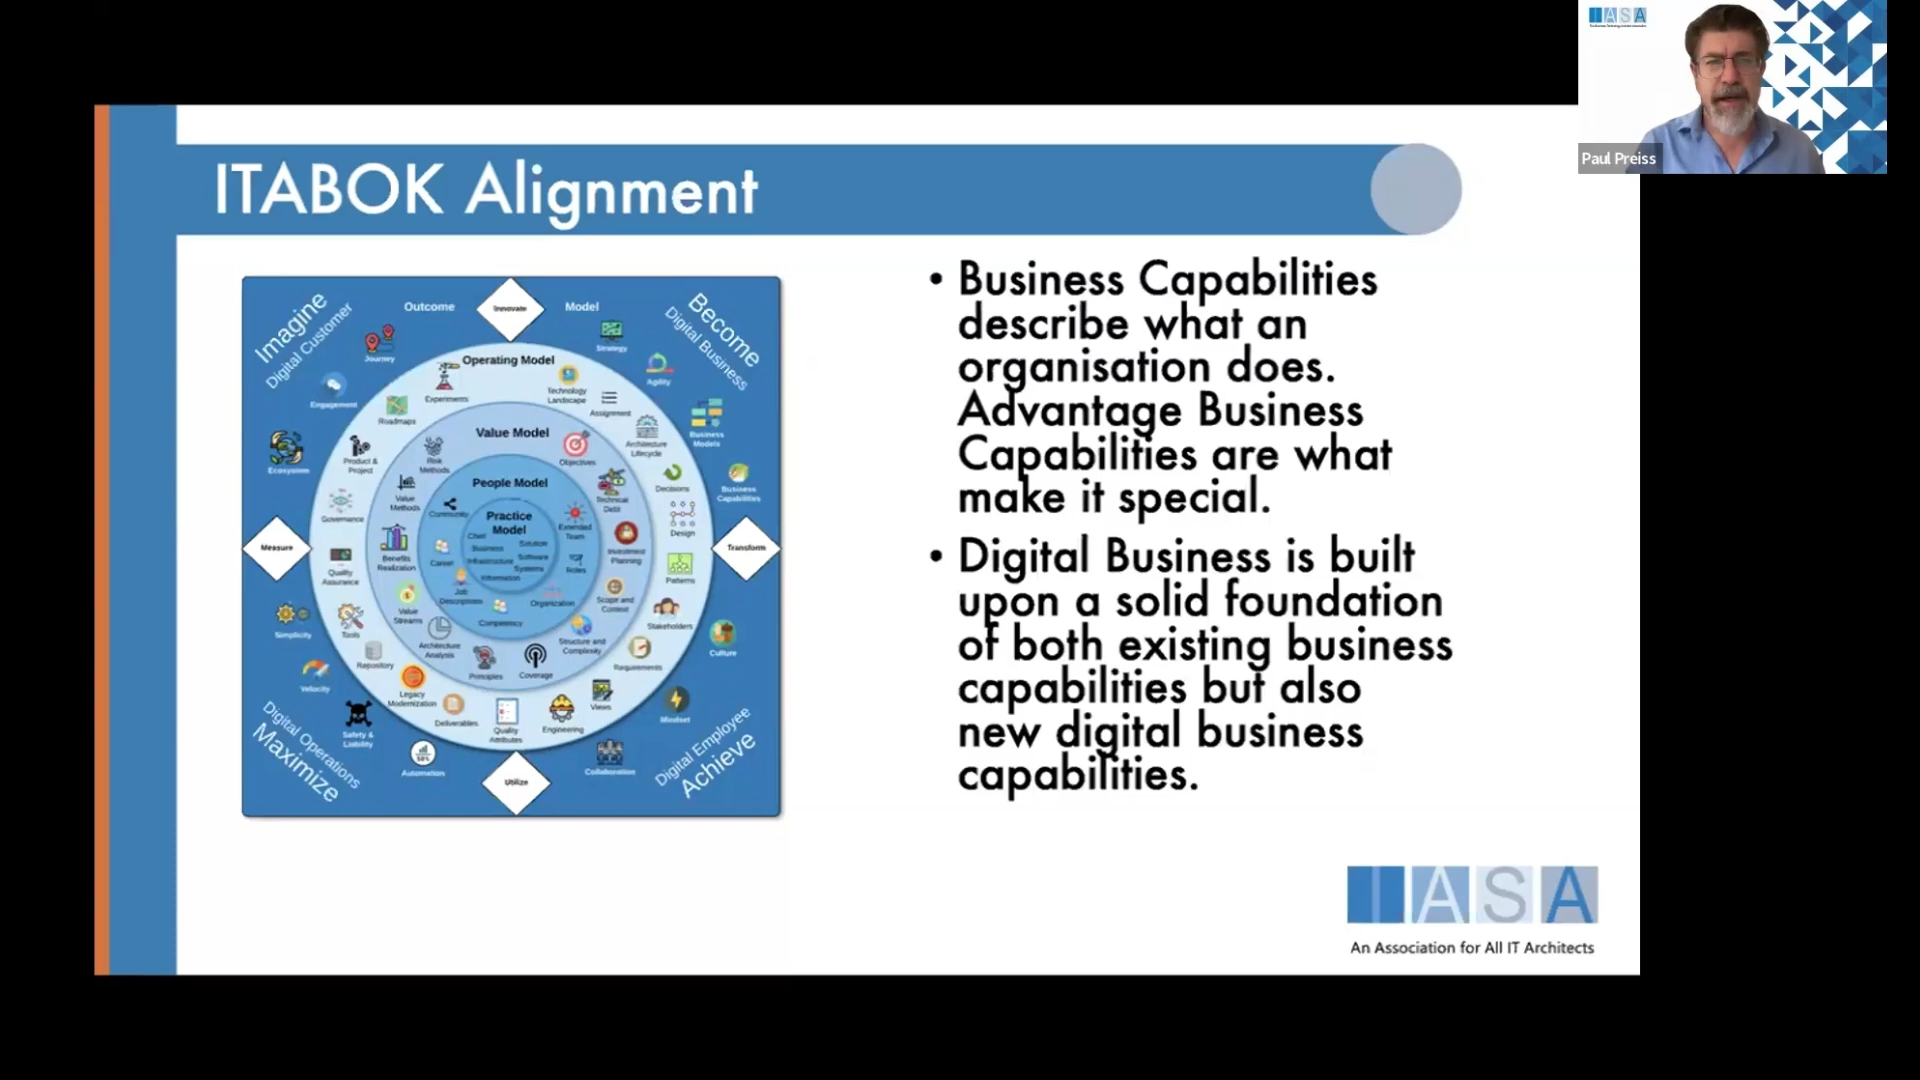 IASA
Paul Preiss
ITABOK Alignment
Imagine
Digital Customer
Outcome
Innovate
Model
Become
Digital Business
Journey
Strategy
Agility
Engagement
Business
Models
Ecosystem
Business
Capabilities
Measure
Transform
Simplicity
Culture
Velocity
Mindset
Safety &
Liability
Automation
Collaboration
Utilize
Digital Operations
Maximize
Digital Employee
Achieve
Operating Model
Experiments
Technology
Landscape
Assignment
Roadmaps
Architecture
Lifecycle
Product &
Project
Decisions
Governance
Design
Quality
Assurance
Patterns
Tools
Stakeholders
Repository
Requirements
Legacy
Modernization
Views
Deliverables
Quality
Attributes
Engineering
Value Model
Risk
Methods
Objectives
Value
Methods
Technical
Debt
Benefits
Realization
Investment
Planning
Value
Streams
Scope and
Context
Architecture
Analysis
Structure and
Complexity
Principles
Coverage
People Model
Community
Extended
Team
Career
Roles
Job
Descriptions
Organization
Competency
Practice
Model
Chief
Solution
Business
Software
Infrastructure
Systems
Information
• Business Capabilities
describe what an
organisation does.
Advantage Business
Capabilities are what
make it special.
• Digital Business is built
upon a solid foundation
of both existing business
capabilities but also
new digital business
capabilities.
IASA
An Association for All IT Architects